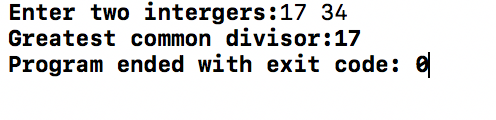 Enter two intergers:17 34
Greatest common divisor:17
Program ended with exit code: 0